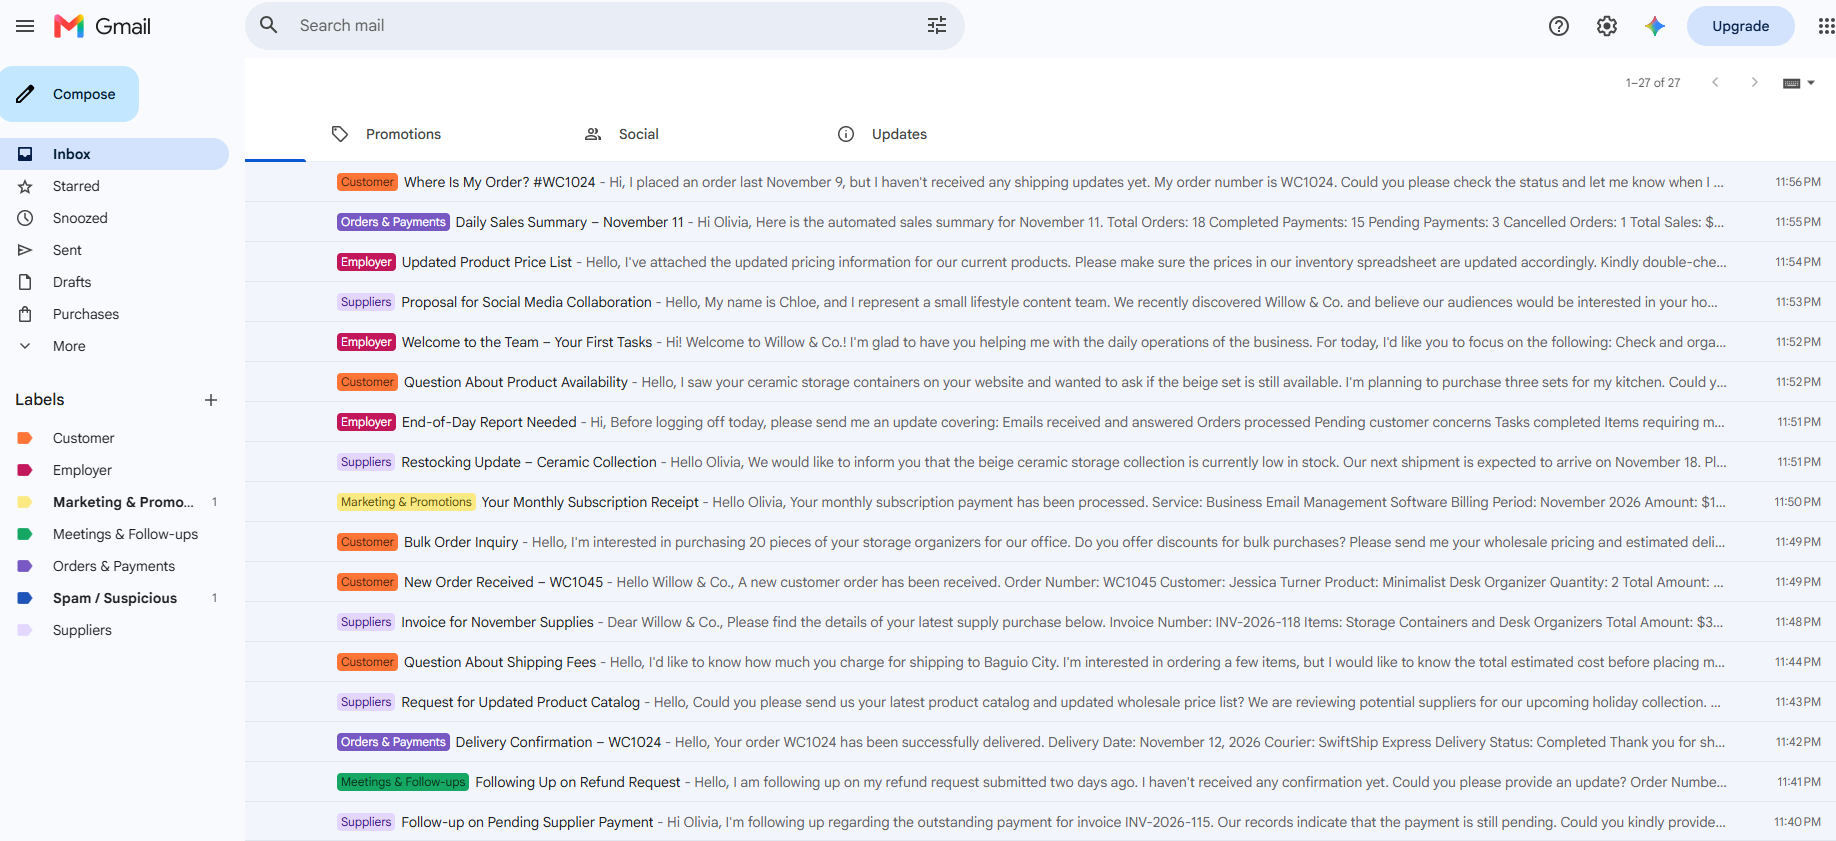 Gmail
Search mail
Upgrade
Compose
1–27 of 27
Promotions
Social
Updates
Inbox
Starred
Snoozed
Sent
Drafts
Purchases
More
Labels
Customer
Employer
Marketing & Promo... 1
Meetings & Follow-ups
Orders & Payments
Spam / Suspicious 1
Suppliers
Customer Where Is My Order? #WC1024 - Hi, I placed an order last November 9, but I haven't received any shipping updates yet. My order number is WC1024. Could you please check the status and let me know when I ... 11:56 PM
Orders & Payments Daily Sales Summary – November 11 - Hi Olivia, Here is the automated sales summary for November 11. Total Orders: 18 Completed Payments: 15 Pending Payments: 3 Cancelled Orders: 1 Total Sales: $... 11:55 PM
Employer Updated Product Price List - Hello, I've attached the updated pricing information for our current products. Please make sure the prices in our inventory spreadsheet are updated accordingly. Kindly double-che... 11:54 PM
Suppliers Proposal for Social Media Collaboration - Hello, My name is Chloe, and I represent a small lifestyle content team. We recently discovered Willow & Co. and believe our audiences would be interested in your ho... 11:53 PM
Employer Welcome to the Team – Your First Tasks - Hi! Welcome to Willow & Co.! I'm glad to have you helping me with the daily operations of the business. For today, I'd like you to focus on the following: Check and orga... 11:52 PM
Customer Question About Product Availability - Hello, I saw your ceramic storage containers on your website and wanted to ask if the beige set is still available. I'm planning to purchase three sets for my kitchen. Could y... 11:52 PM
Employer End-of-Day Report Needed - Hi, Before logging off today, please send me an update covering: Emails received and answered Orders processed Pending customer concerns Tasks completed Items requiring m... 11:51 PM
Suppliers Restocking Update – Ceramic Collection - Hello Olivia, We would like to inform you that the beige ceramic storage collection is currently low in stock. Our next shipment is expected to arrive on November 18. Pl... 11:51 PM
Marketing & Promotions Your Monthly Subscription Receipt - Hello Olivia, Your monthly subscription payment has been processed. Service: Business Email Management Software Billing Period: November 2026 Amount: $1... 11:50 PM
Customer Bulk Order Inquiry - Hello, I'm interested in purchasing 20 pieces of your storage organizers for our office. Do you offer discounts for bulk purchases? Please send me your wholesale pricing and estimated deli... 11:49 PM
Customer New Order Received – WC1045 - Hello Willow & Co., A new customer order has been received. Order Number: WC1045 Customer: Jessica Turner Product: Minimalist Desk Organizer Quantity: 2 Total Amount: ... 11:49 PM
Suppliers Invoice for November Supplies - Dear Willow & Co., Please find the details of your latest supply purchase below. Invoice Number: INV-2026-118 Items: Storage Containers and Desk Organizers Total Amount: $3... 11:48 PM
Customer Question About Shipping Fees - Hello, I'd like to know how much you charge for shipping to Baguio City. I'm interested in ordering a few items, but I would like to know the total estimated cost before placing m... 11:44 PM
Suppliers Request for Updated Product Catalog - Hello, Could you please send us your latest product catalog and updated wholesale price list? We are reviewing potential suppliers for our upcoming holiday collection. ... 11:43 PM
Orders & Payments Delivery Confirmation – WC1024 - Hello, Your order WC1024 has been successfully delivered. Delivery Date: November 12, 2026 Courier: SwiftShip Express Delivery Status: Completed Thank you for sh... 11:42 PM
Meetings & Follow-ups Following Up on Refund Request - Hello, I am following up on my refund request submitted two days ago. I haven't received any confirmation yet. Could you please provide an update? Order Numbe... 11:41 PM
Suppliers Follow-up on Pending Supplier Payment - Hi Olivia, I'm following up regarding the outstanding payment for invoice INV-2026-115. Our records indicate that the payment is still pending. Could you kindly provide... 11:40 PM